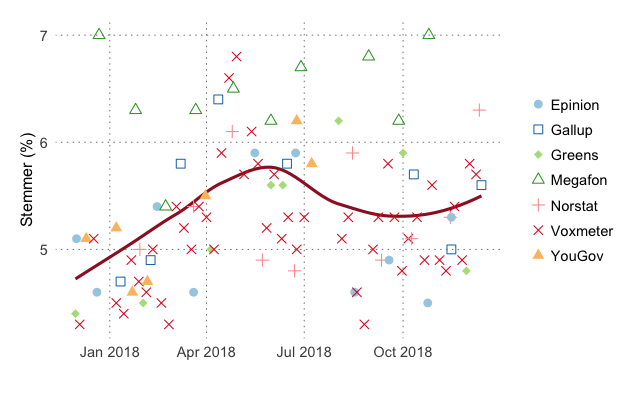 7
6
5
Stemmer (%)
Jan 2018 Apr 2018 Jul 2018 Oct 2018
Epinion
Gallup
Greens
Megafon
Norstat
Voxmeter
YouGov